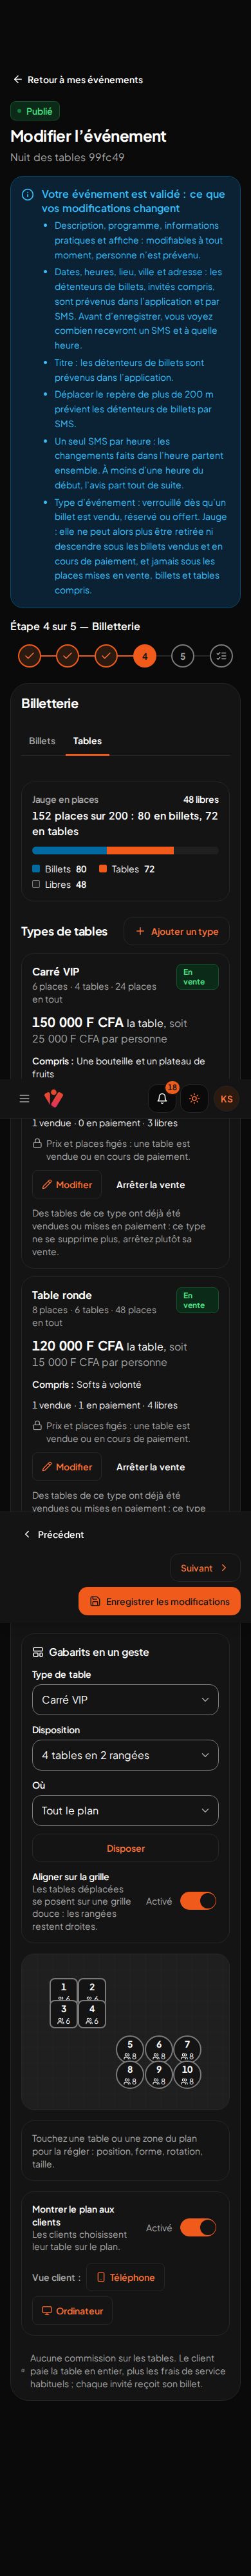 Retour à mes événements
Publié
Modifier l’événement
Nuit des tables 99fc49
Votre événement est validé : ce que
vos modifications changent
Description, programme, informations
pratiques et affiche : modifiables à tout
moment, personne n’est prévenu.
Dates, heures, lieu, ville et adresse : les
détenteurs de billets, invités compris,
sont prévenus dans l’application et par
SMS. Avant d’enregistrer, vous voyez
combien recevront un SMS et à quelle
heure.
Titre : les détenteurs de billets sont
prévenus dans l’application.
Déplacer le repère de plus de 200 m
prévient les détenteurs de billets par
SMS.
Un seul SMS par heure : les
changements faits dans l’heure partent
ensemble. À moins d’une heure du
début, l’avis part tout de suite.
Type d’événement : verrouillé dès qu’un
billet est vendu, réservé ou offert. Jauge
: elle ne peut alors plus être retirée ni
descendre sous les billets vendus et en
cours de paiement, et jamais sous les
places mises en vente, billets et tables
compris.
Étape 4 sur 5 — Billetterie
4
5
Billetterie
Billets
Tables
Jauge en places
48 libres
152 places sur 200 : 80 en billets, 72
en tables
Billets 80
Tables 72
Libres 48
Types de tables
Ajouter un type
Carré VIP
En
vente
6 places · 4 tables · 24 places
en tout
150 000 F CFA la table, soit
25 000 F CFA par personne
Compris : Une bouteille et un plateau de
fruits
18
KS
1 vendue · 0 en paiement · 3 libres
Prix et places figés : une table est
vendue ou en cours de paiement.
Modifier
Arrêter la vente
Des tables de ce type ont déjà été
vendues ou mises en paiement : ce type
ne se supprime plus, arrêtez plutôt sa
vente.
Table ronde
En
vente
8 places · 6 tables · 48 places
en tout
120 000 F CFA la table, soit
15 000 F CFA par personne
Compris : Softs à volonté
1 vendue · 1 en paiement · 4 libres
Prix et places figés : une table est
vendue ou en cours de paiement.
Modifier
Arrêter la vente
Des tables de ce type ont déjà été
vendues ou mises en paiement : ce type
Précédent
Suivant
Enregistrer les modifications
Gabarits en un geste
Type de table
Carré VIP
Disposition
4 tables en 2 rangées
Où
Tout le plan
Disposer
Aligner sur la grille
Les tables déplacées
se posent sur une grille
douce : les rangées
restent droites.
Activé
1 2
6 6
3 4
6 6
5 6 7
8 8 8
8 9 10
8 8 8
Touchez une table ou une zone du plan
pour la régler : position, forme, rotation,
taille.
Montrer le plan aux
clients
Les clients choisissent
leur table sur le plan.
Activé
Vue client :
Téléphone
Ordinateur
Aucune commission sur les tables. Le client
paie la table en entier, plus les frais de service
habituels ; chaque invité reçoit son billet.